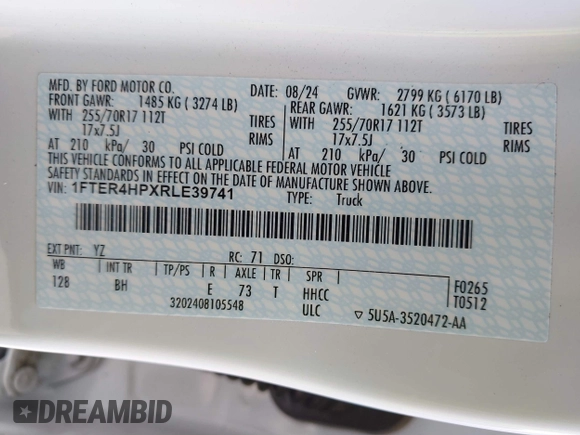 MFD. BY FORD MOTOR CO. DATE: 08/24 GVWR: 2799 KG ( 6170 LB)
FRONT GAWR: 1485 KG ( 3274 LB) REAR GAWR: 1621 KG ( 3573 LB)
WITH 255/70R17 112T TIRES WITH 255/70R17 112T TIRES
17x7.5J RIMS 17x7.5J RIMS
AT 210 kPa/ 30 PSI COLD AT 210 kPa/ 30 PSI COLD
THIS VEHICLE CONFORMS TO ALL APPLICABLE FEDERAL MOTOR VEHICLE
SAFETY STANDARDS IN EFFECT ON THE DATE OF MANUFACTURE SHOWN ABOVE.
VIN: 1FTER4HPXRLE39741 TYPE: Truck
EXT PNT: YZ RC: 71 DSO:
WB INT TR TP/PS R AXLE TR SPR F0265
128 BH E 73 T HHCC T0512
3202408105548 ULC ▽ 5U5A-3520472-AA
DREAMBID